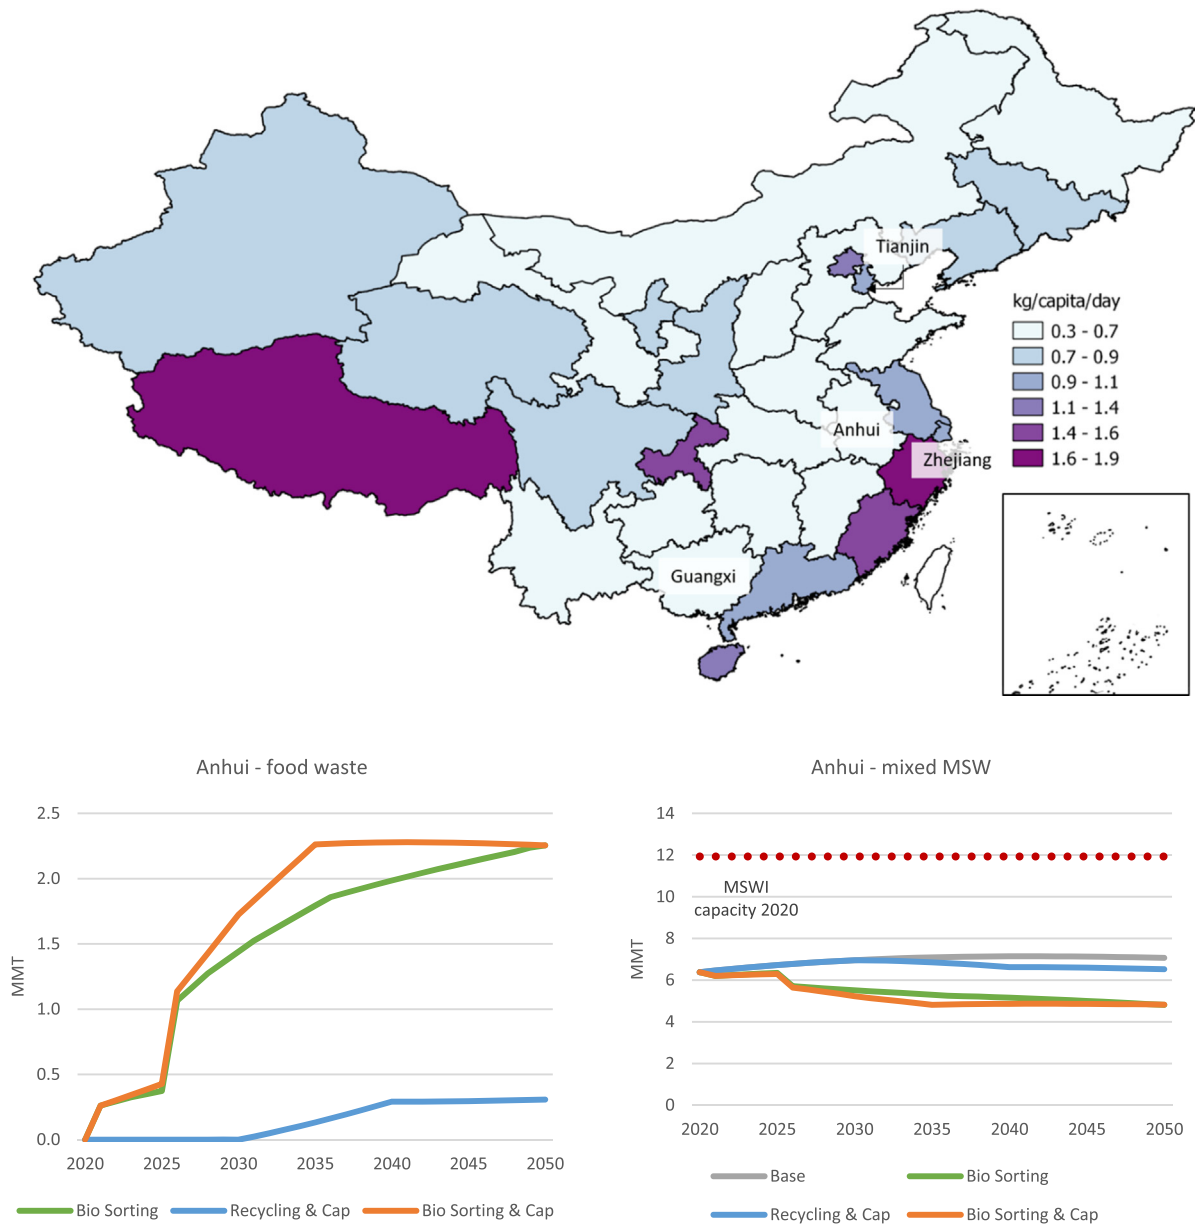 Tianjin
kg/capita/day
0.3 - 0.7
0.7 - 0.9
0.9 - 1.1
1.1 - 1.4
1.4 - 1.6
1.6 - 1.9
Anhui
Zhejiang
Guangxi
Anhui - food waste
2.5
2.0
1.5
1.0
0.5
0.0
MMT
2020 2025 2030 2035 2040 2045 2050
Bio Sorting Recycling & Cap Bio Sorting & Cap
Anhui - mixed MSW
14
12
10
8
6
4
2
0
MMT
MSWI
capacity 2020
2020 2025 2030 2035 2040 2045 2050
Base Bio Sorting
Recycling & Cap Bio Sorting & Cap